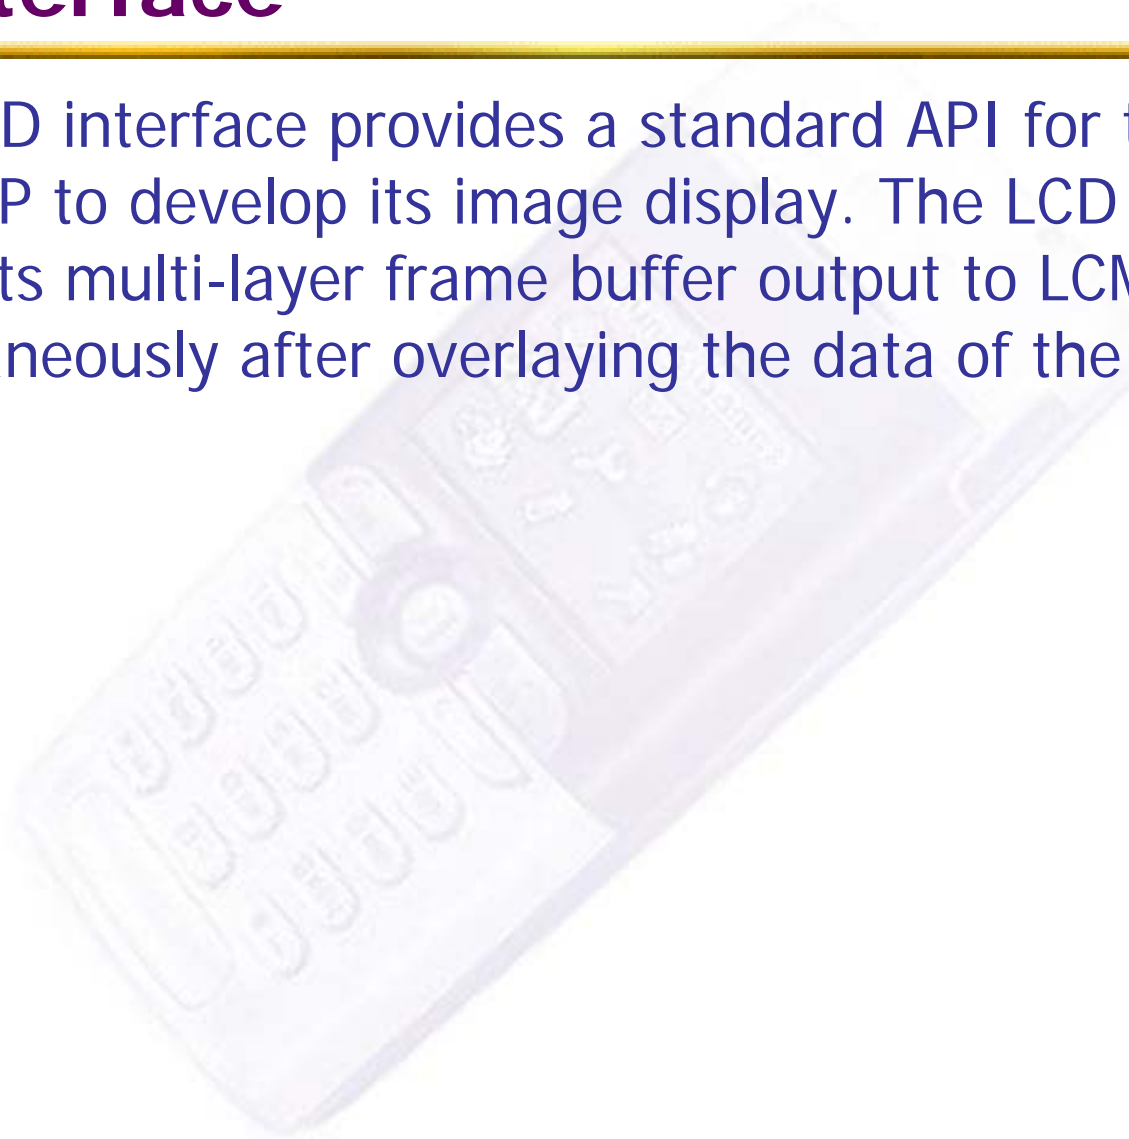 terface
D interface provides a standard API for t
P to develop its image display. The LCD
ts multi-layer frame buffer output to LCM
neously after overlaying the data of the